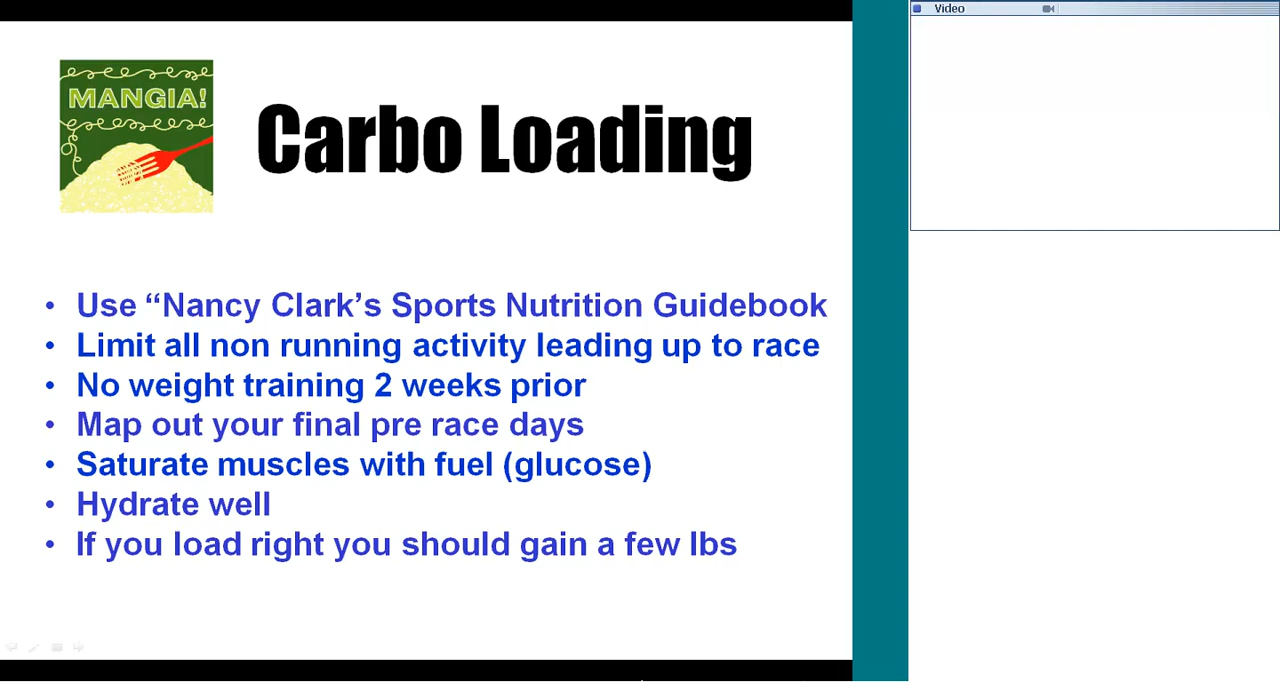 Video
MANGIA!
Carbo Loading
• Use “Nancy Clark’s Sports Nutrition Guidebook
• Limit all non running activity leading up to race
• No weight training 2 weeks prior
• Map out your final pre race days
• Saturate muscles with fuel (glucose)
• Hydrate well
• If you load right you should gain a few lbs